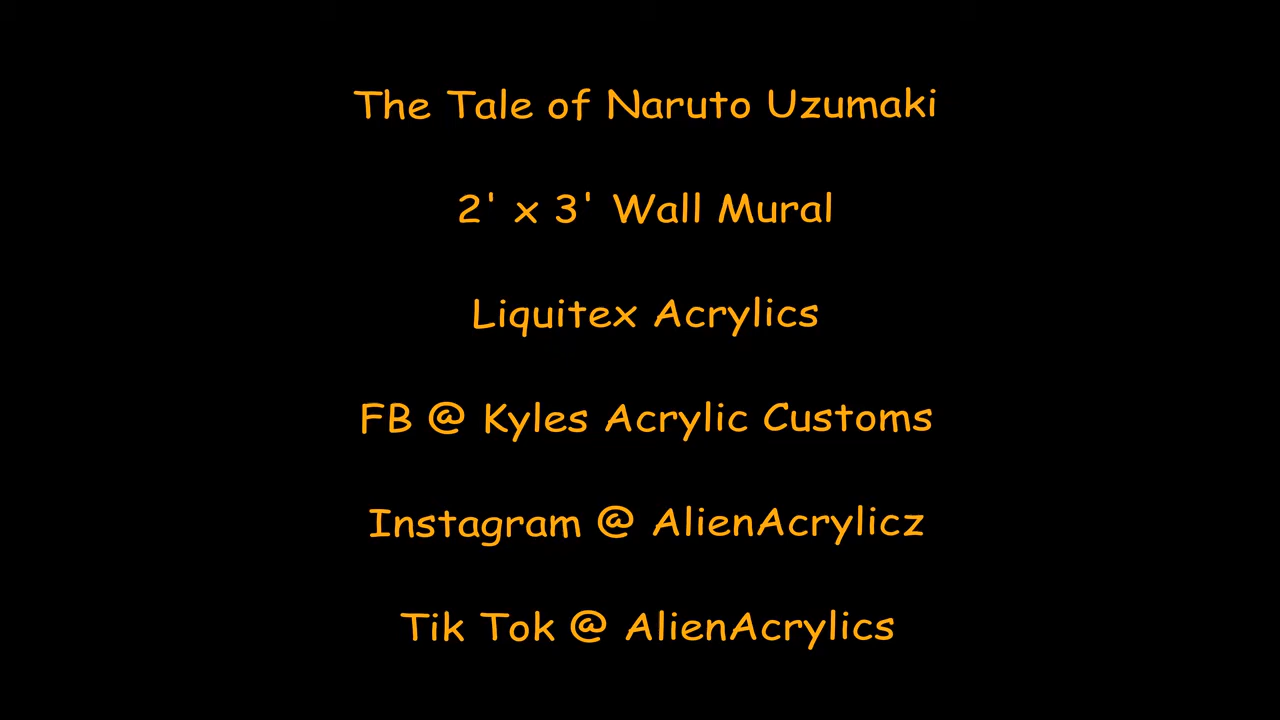 The Tale of Naruto Uzumaki
2' x 3' Wall Mural
Liquitex Acrylics
FB @ Kyles Acrylic Customs
Instagram @ AlienAcrylicz
Tik Tok @ AlienAcrylics